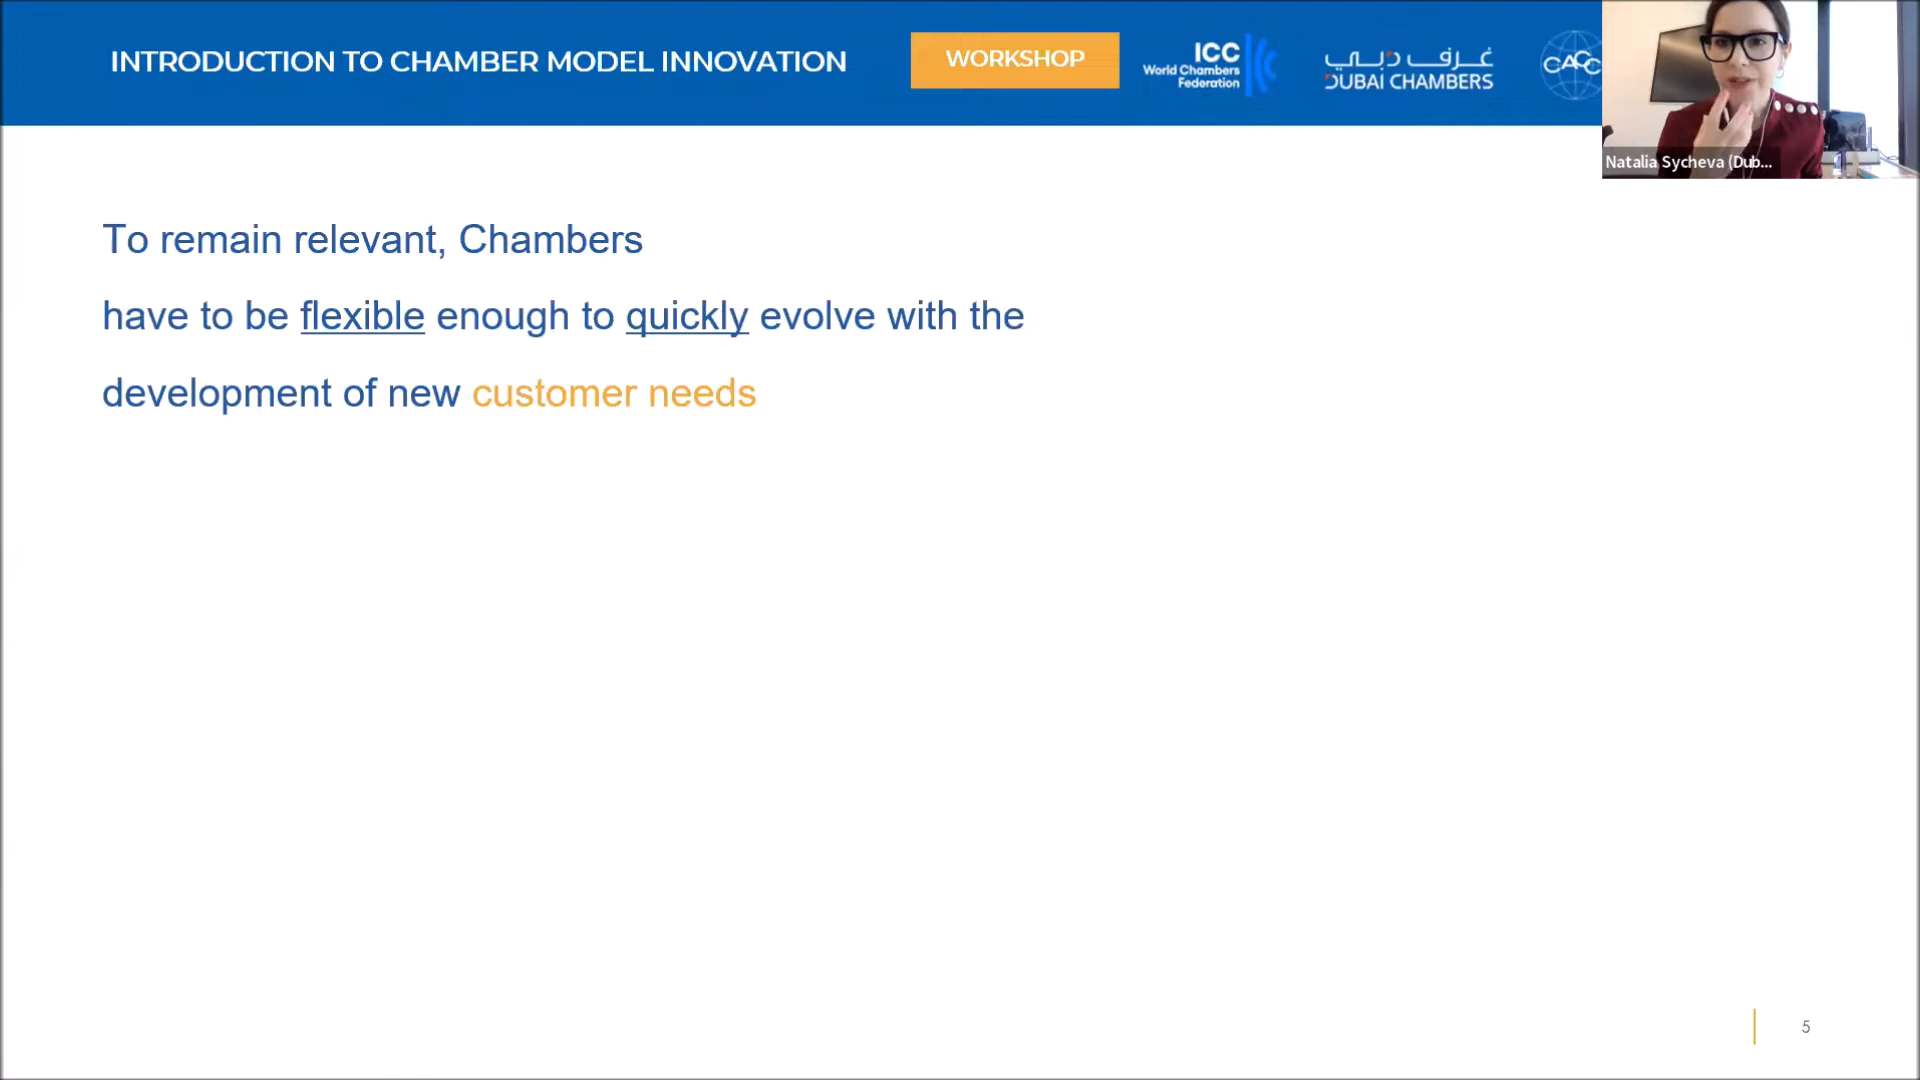 INTRODUCTION TO CHAMBER MODEL INNOVATION
WORKSHOP
ICC
World Chambers
Federation
غرف دبي
DUBAI CHAMBERS
CACC
Natalia Sycheva (Dub...
To remain relevant, Chambers
have to be flexible enough to quickly evolve with the
development of new customer needs
5